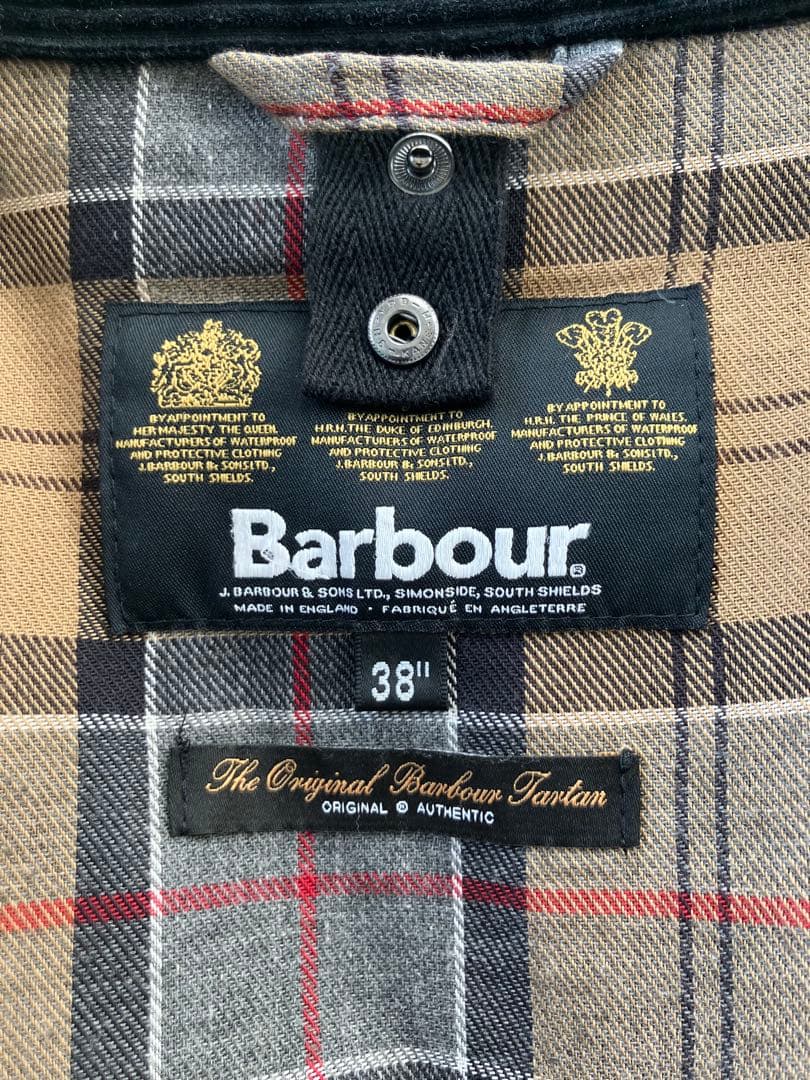 BY APPOINTMENT TO
HER MAJESTY THE QUEEN.
MANUFACTURERS OF WATERPROOF
AND PROTECTIVE CLOTHING
J.BARBOUR & SONS LTD.,
SOUTH SHIELDS.
BY APPOINTMENT TO
H.R.H. THE DUKE OF EDINBURGH.
MANUFACTURERS OF WATERPROOF
AND PROTECTIVE CLOTHING
J.BARBOUR & SONS LTD.,
SOUTH SHIELDS.
BY APPOINTMENT TO
H.R.H. THE PRINCE OF WALES.
MANUFACTURERS OF WATERPROOF
AND PROTECTIVE CLOTHING
J.BARBOUR & SONS LTD.,
SOUTH SHIELDS.
Barbour®
J. BARBOUR & SONS LTD., SIMONSIDE, SOUTH SHIELDS
MADE IN ENGLAND · FABRIQUÉ EN ANGLETERRE
38"
The Original Barbour Tartan
ORIGINAL ® AUTHENTIC